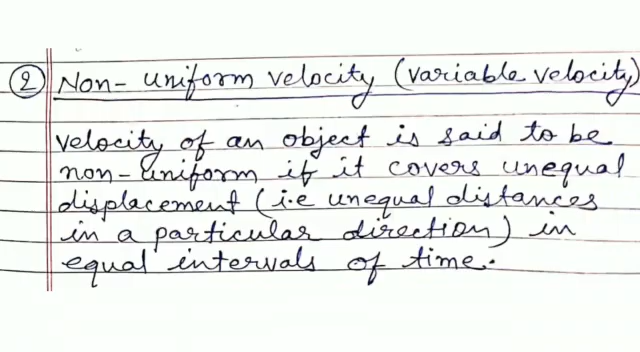 ② Non-uniform velocity (variable velocity)
velocity of an object is said to be
non-uniform if it covers unequal
displacement (i.e unequal distances
in a particular direction) in
equal intervals of time.